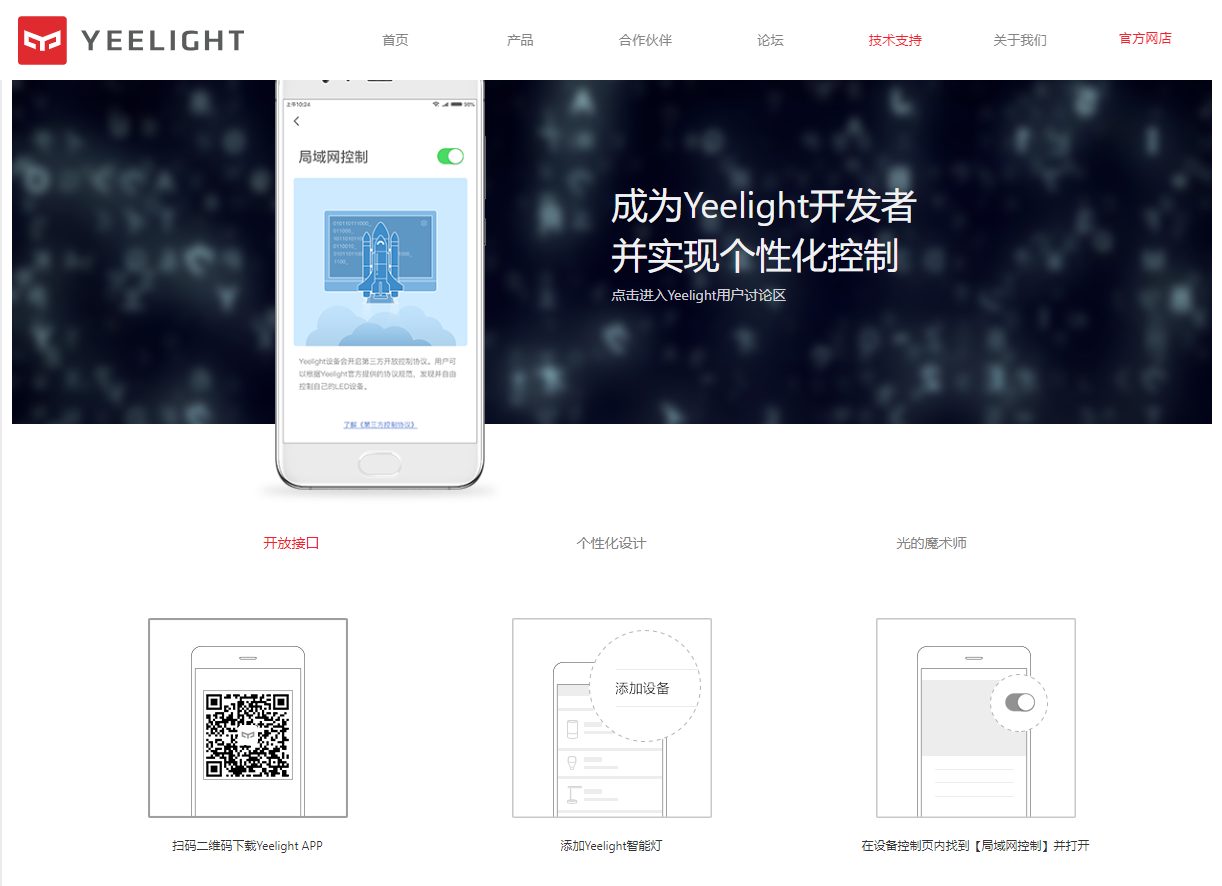 YEELIGHT
首页
产品
合作伙伴
论坛
技术支持
关于我们
官方网店
上午10:24
局域网控制
成为Yeelight开发者
并实现个性化控制
点击进入Yeelight用户讨论区
Yeelight设备会开启第三方开放控制协议。用户可
以根据Yeelight官方提供的协议规范，发现并自由
控制自己的LED设备。
了解《第三方控制协议》
开放接口
个性化设计
光的魔术师
添加设备
扫码二维码下载Yeelight APP
添加Yeelight智能灯
在设备控制页内找到【局域网控制】并打开